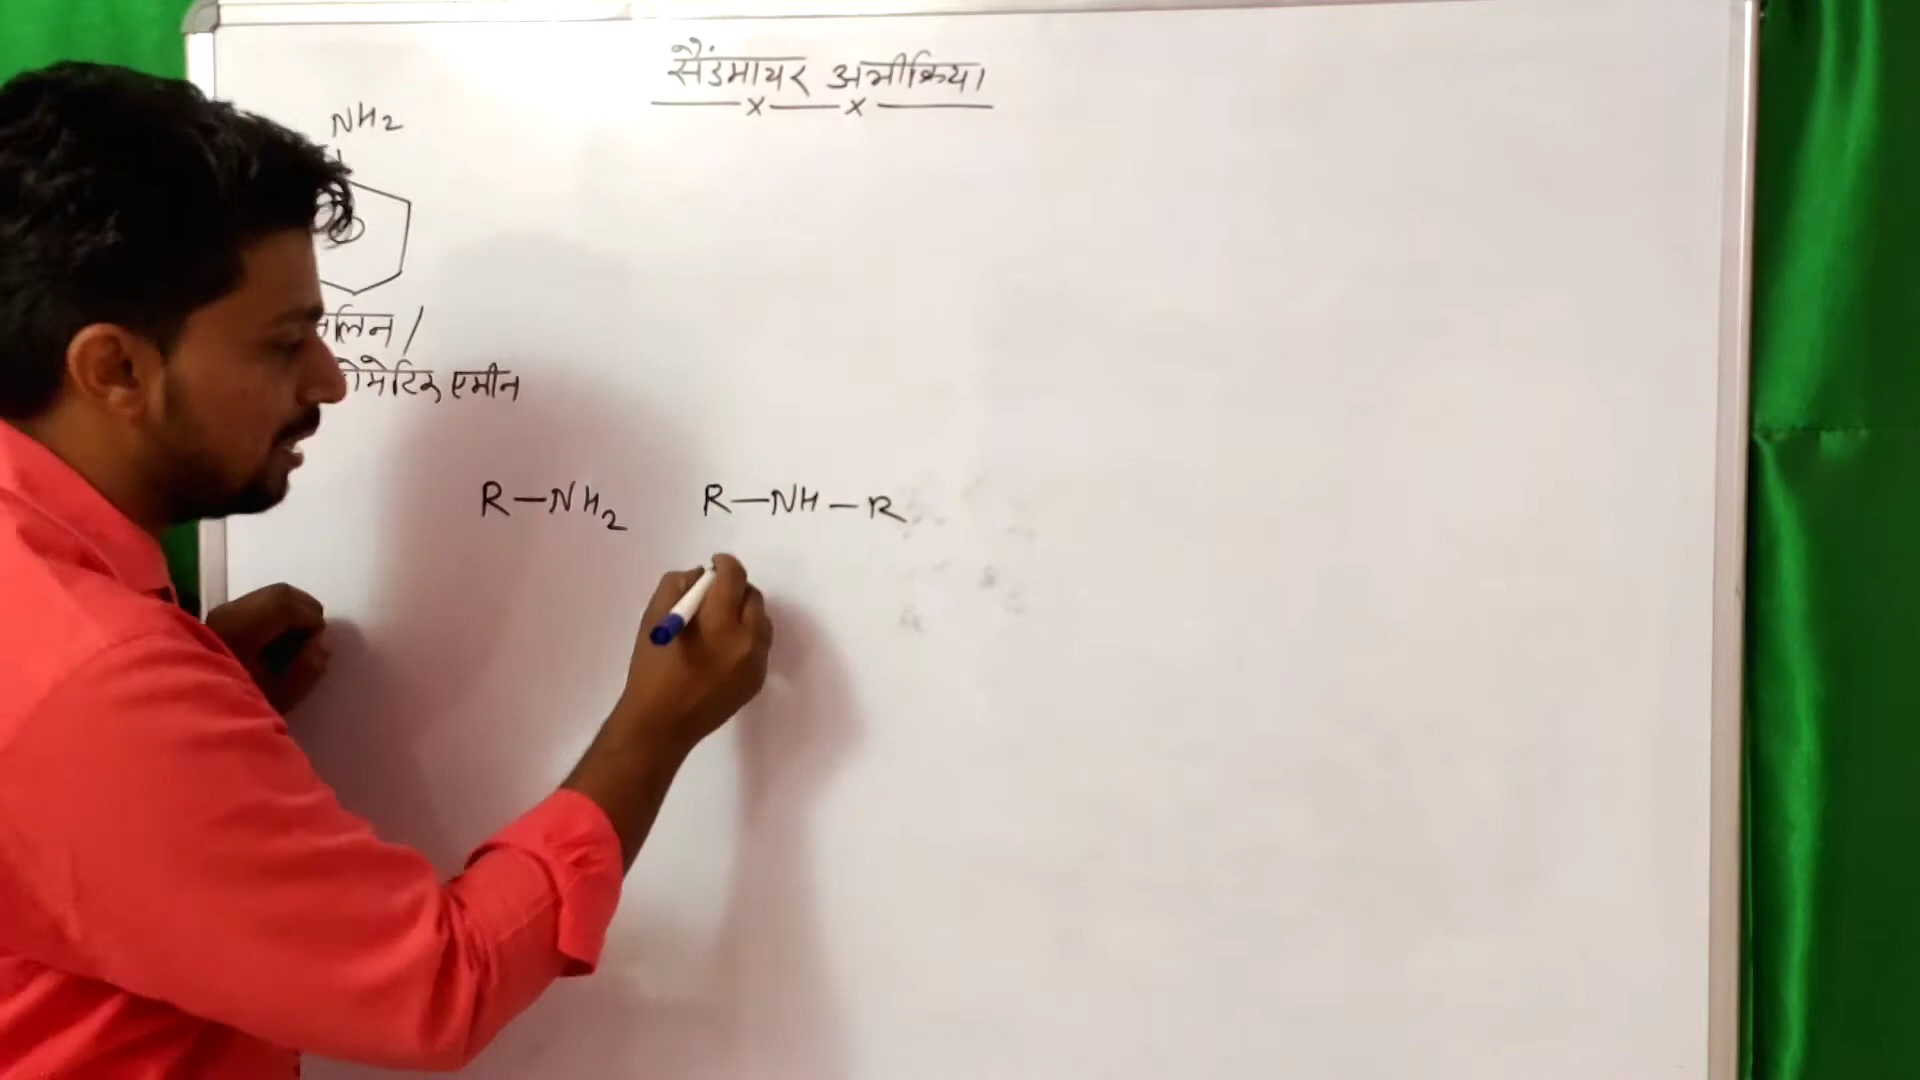 सैंडमायर अभीक्रिया
NH2
लिन /
मेटिक एमीन
R-NH2 R-NH-R